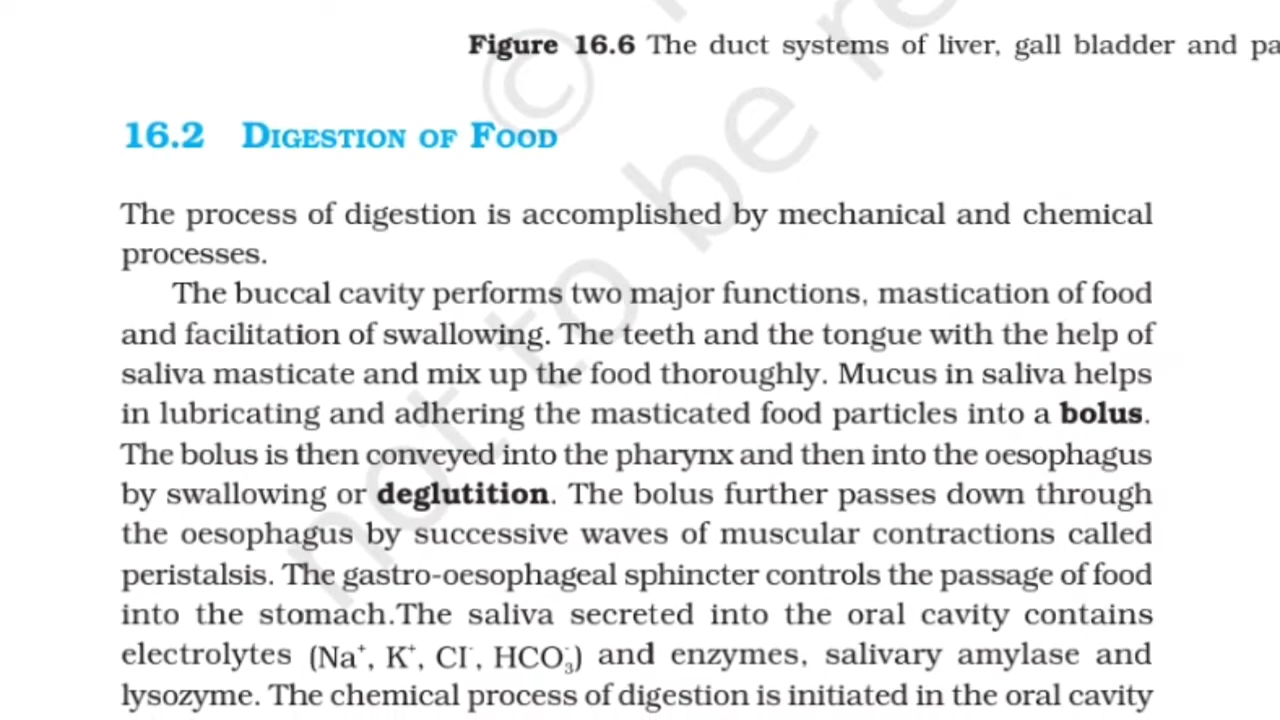 Figure 16.6 The duct systems of liver, gall bladder and pa
16.2 DIGESTION OF FOOD
The process of digestion is accomplished by mechanical and chemical
processes.
The buccal cavity performs two major functions, mastication of food
and facilitation of swallowing. The teeth and the tongue with the help of
saliva masticate and mix up the food thoroughly. Mucus in saliva helps
in lubricating and adhering the masticated food particles into a bolus.
The bolus is then conveyed into the pharynx and then into the oesophagus
by swallowing or deglutition. The bolus further passes down through
the oesophagus by successive waves of muscular contractions called
peristalsis. The gastro-oesophageal sphincter controls the passage of food
into the stomach.The saliva secreted into the oral cavity contains
electrolytes (Na⁺, K⁺, Cl⁻, HCO₃⁻) and enzymes, salivary amylase and
lysozyme. The chemical process of digestion is initiated in the oral cavity
©
not to be re